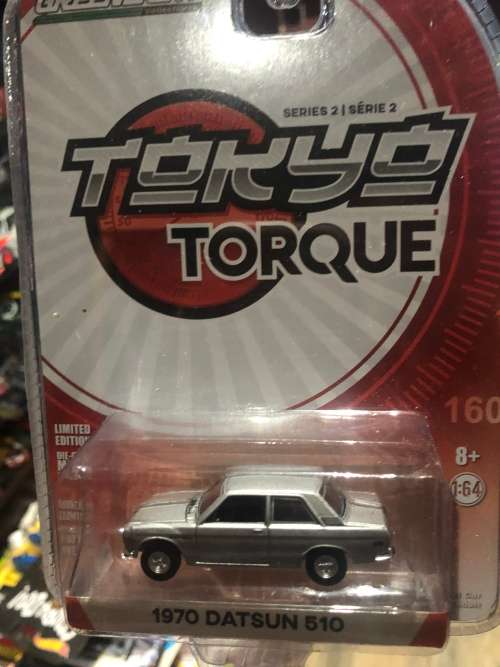 SERIES 2 | SÉRIE 2
TOKYO
TORQUE
160
LIMITED
EDITION
8+
1:64
1970 DATSUN 510